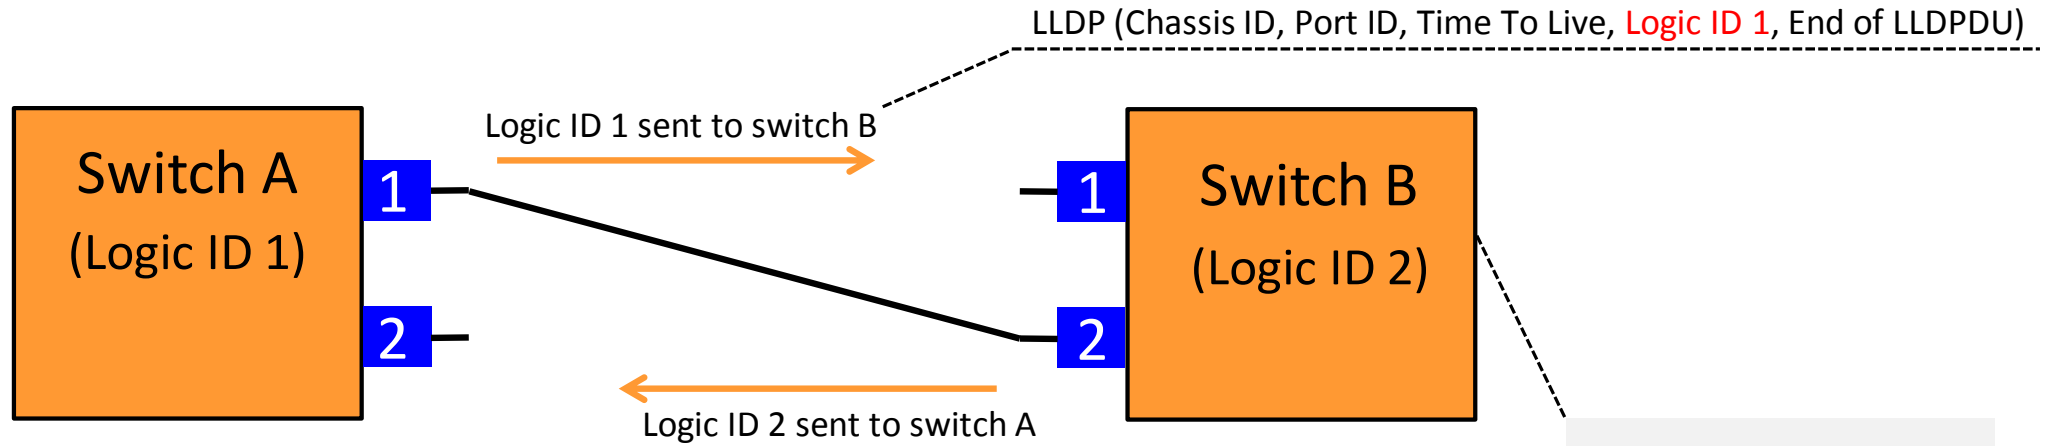 LLDP (Chassis ID, Port ID, Time To Live, Logic ID 1, End of LLDPDU)
Logic ID 1 sent to switch B
Switch A
(Logic ID 1)
1
2
1
2
Switch B
(Logic ID 2)
Logic ID 2 sent to switch A